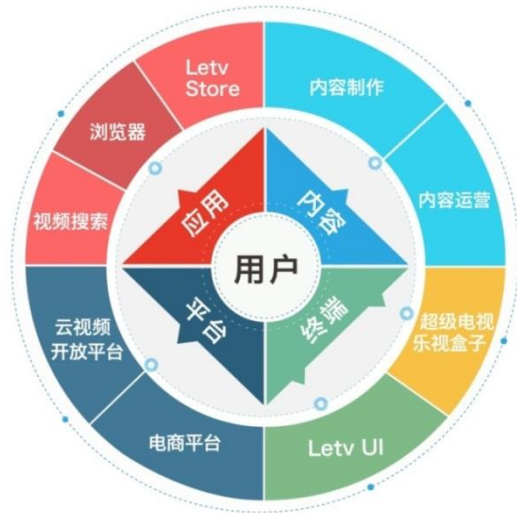 Letv
Store
内容制作
浏览器
视频搜索
内容运营
应用
内容
用户
平台
终端
云视频
开放平台
超级电视
乐视盒子
电商平台
Letv UI